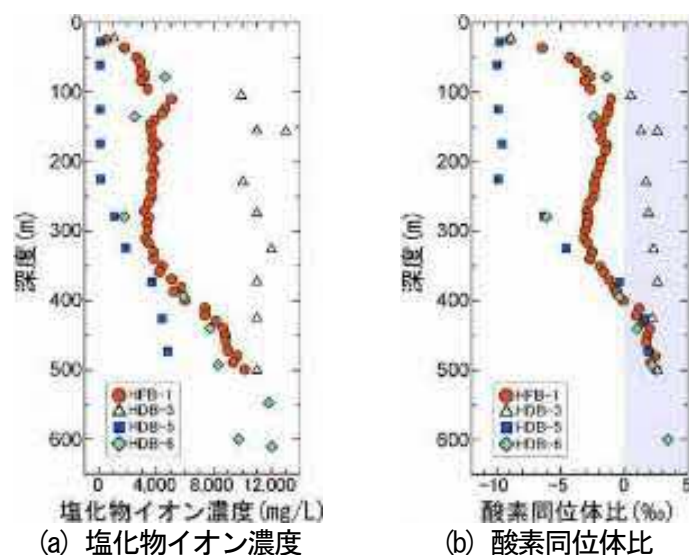 0
100
200
300
400
500
600
深度(m)
HFB-1
HDB-3
HDB-5
HDB-6
0 4,000 8,000 12,000
塩化物イオン濃度(mg/L)
(a) 塩化物イオン濃度
0
100
200
300
400
500
600
深度(m)
HFB-1
HDB-3
HDB-5
HDB-6
-10 -5 0 5
酸素同位体比(‰)
(b) 酸素同位体比